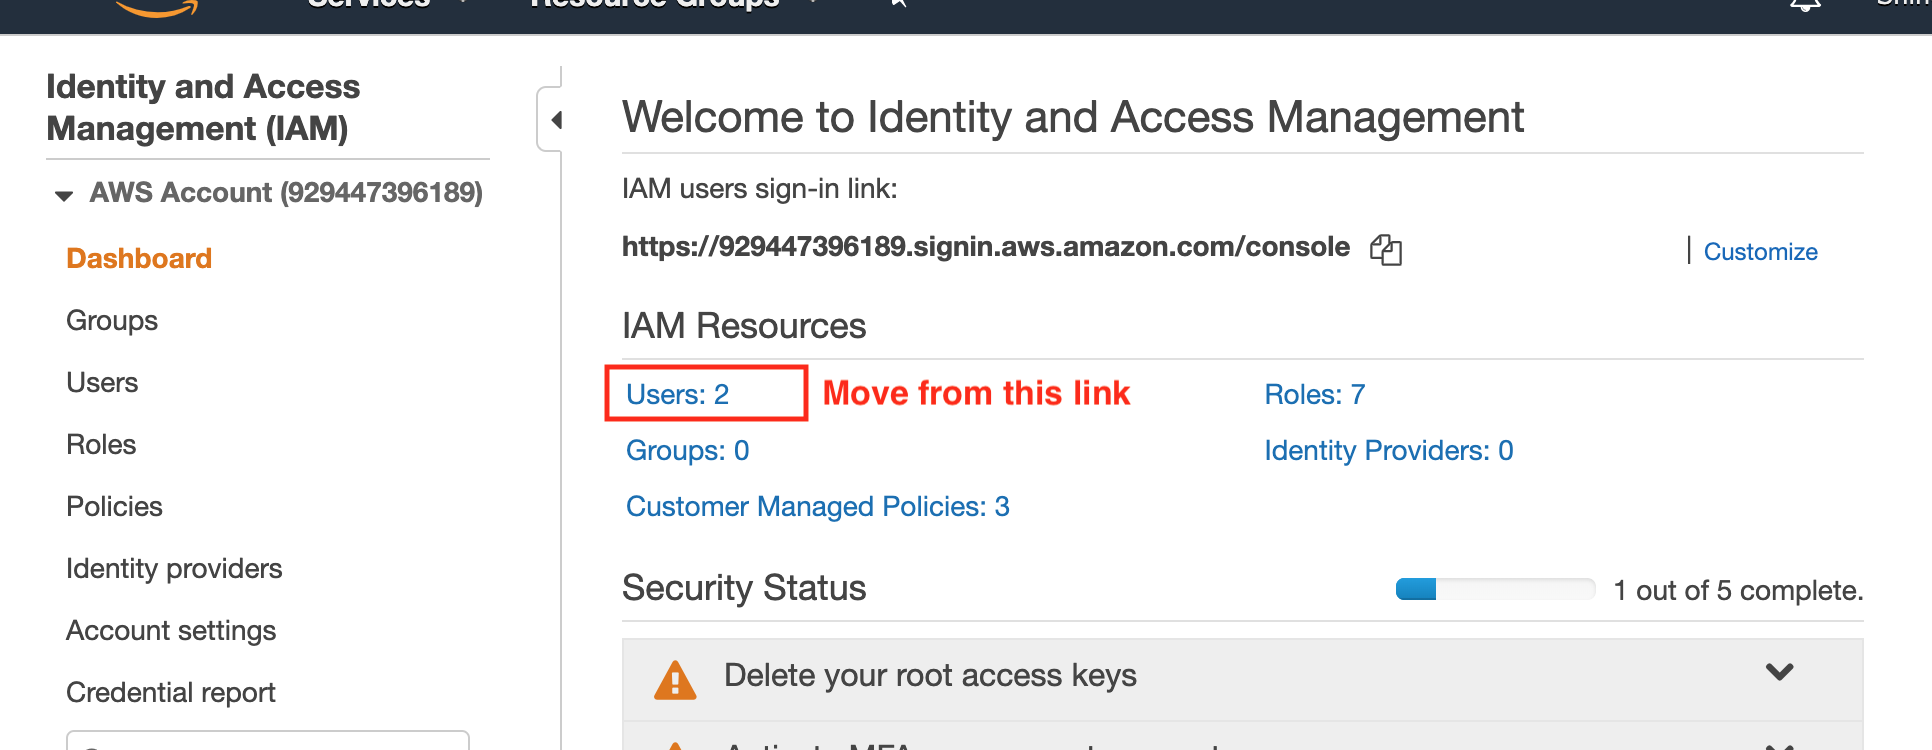 Services
Resource Groups
Identity and Access
Management (IAM)
AWS Account (929447396189)
Dashboard
Groups
Users
Roles
Policies
Identity providers
Account settings
Credential report
Welcome to Identity and Access Management
IAM users sign-in link:
https://929447396189.signin.aws.amazon.com/console
Customize
IAM Resources
Users: 2
Move from this link
Roles: 7
Groups: 0
Identity Providers: 0
Customer Managed Policies: 3
Security Status
1 out of 5 complete.
Delete your root access keys